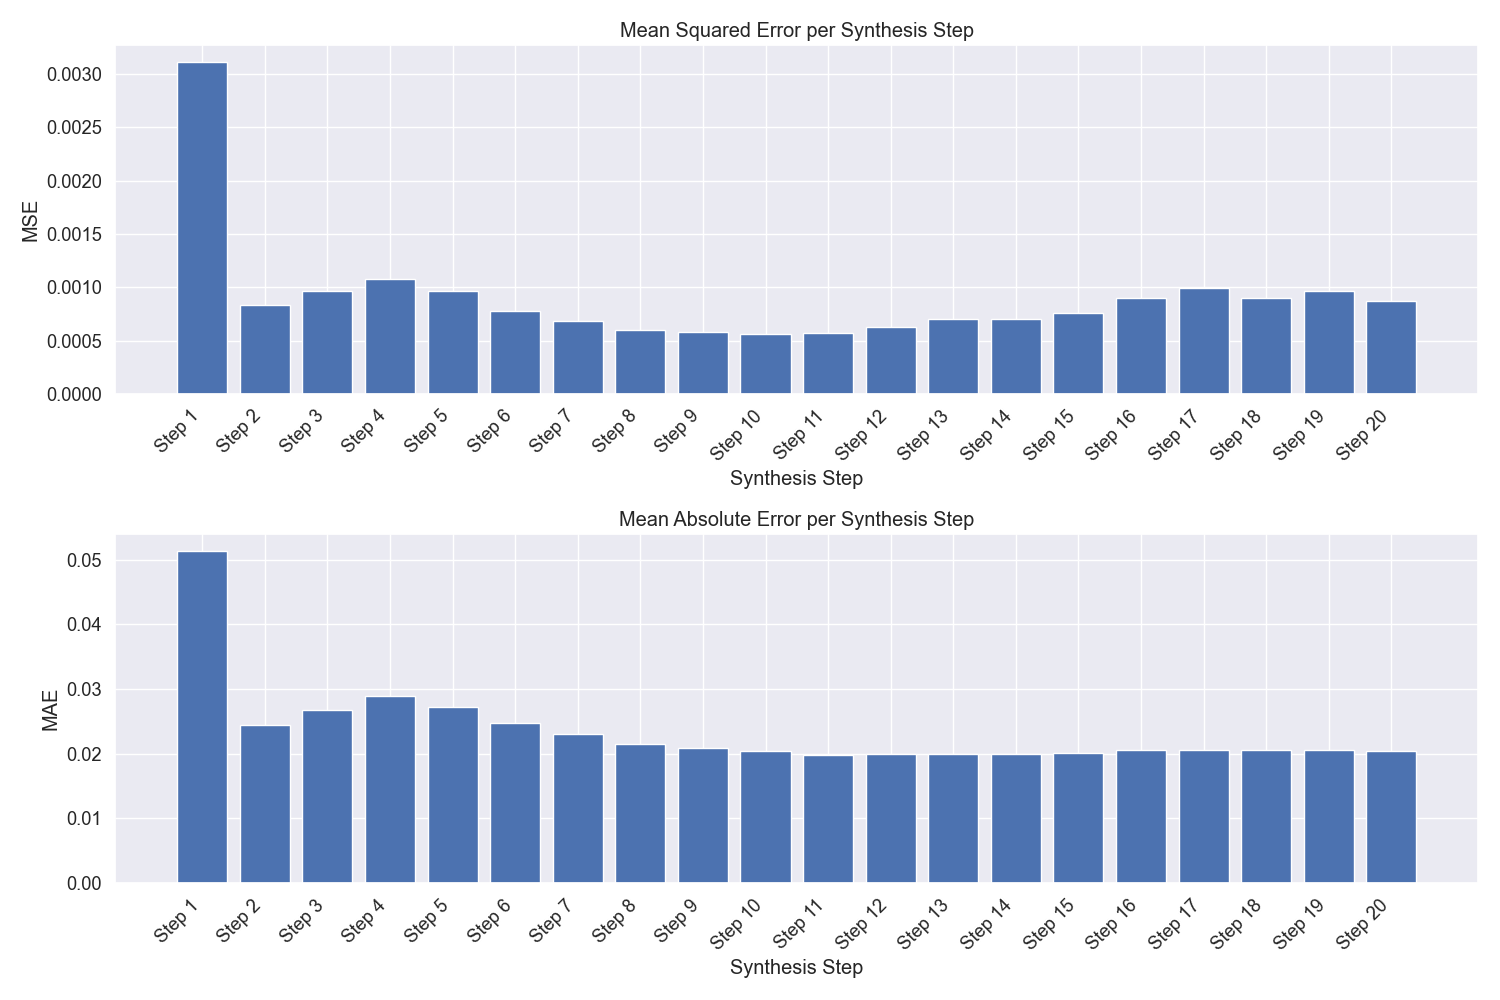 Mean Squared Error per Synthesis Step
MSE
0.0030
0.0025
0.0020
0.0015
0.0010
0.0005
0.0000
Step 1
Step 2
Step 3
Step 4
Step 5
Step 6
Step 7
Step 8
Step 9
Step 10
Step 11
Step 12
Step 13
Step 14
Step 15
Step 16
Step 17
Step 18
Step 19
Step 20
Synthesis Step
Mean Absolute Error per Synthesis Step
MAE
0.05
0.04
0.03
0.02
0.01
0.00
Step 1
Step 2
Step 3
Step 4
Step 5
Step 6
Step 7
Step 8
Step 9
Step 10
Step 11
Step 12
Step 13
Step 14
Step 15
Step 16
Step 17
Step 18
Step 19
Step 20
Synthesis Step